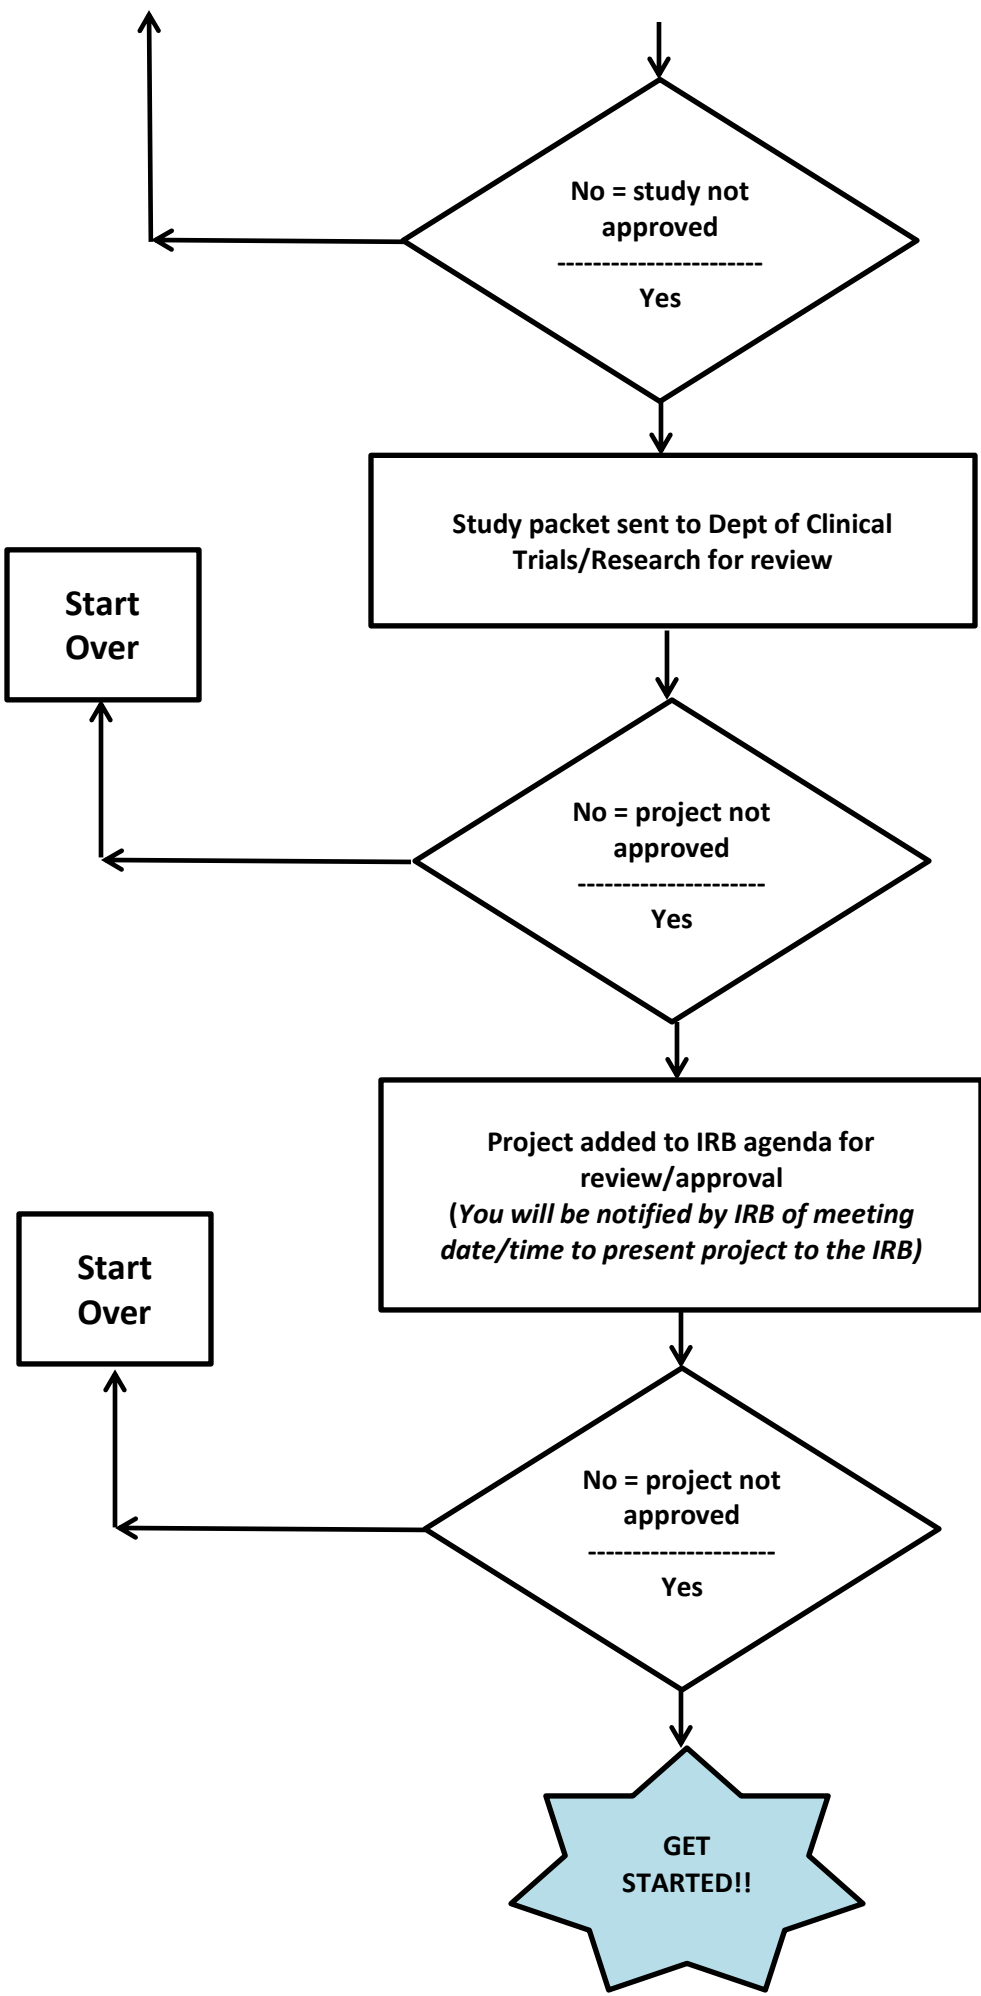 No = study not
approved
-----------------------
Yes
Study packet sent to Dept of Clinical
Trials/Research for review
Start
Over
No = project not
approved
---------------------
Yes
Project added to IRB agenda for
review/approval
(You will be notified by IRB of meeting
date/time to present project to the IRB)
Start
Over
No = project not
approved
---------------------
Yes
GET
STARTED!!